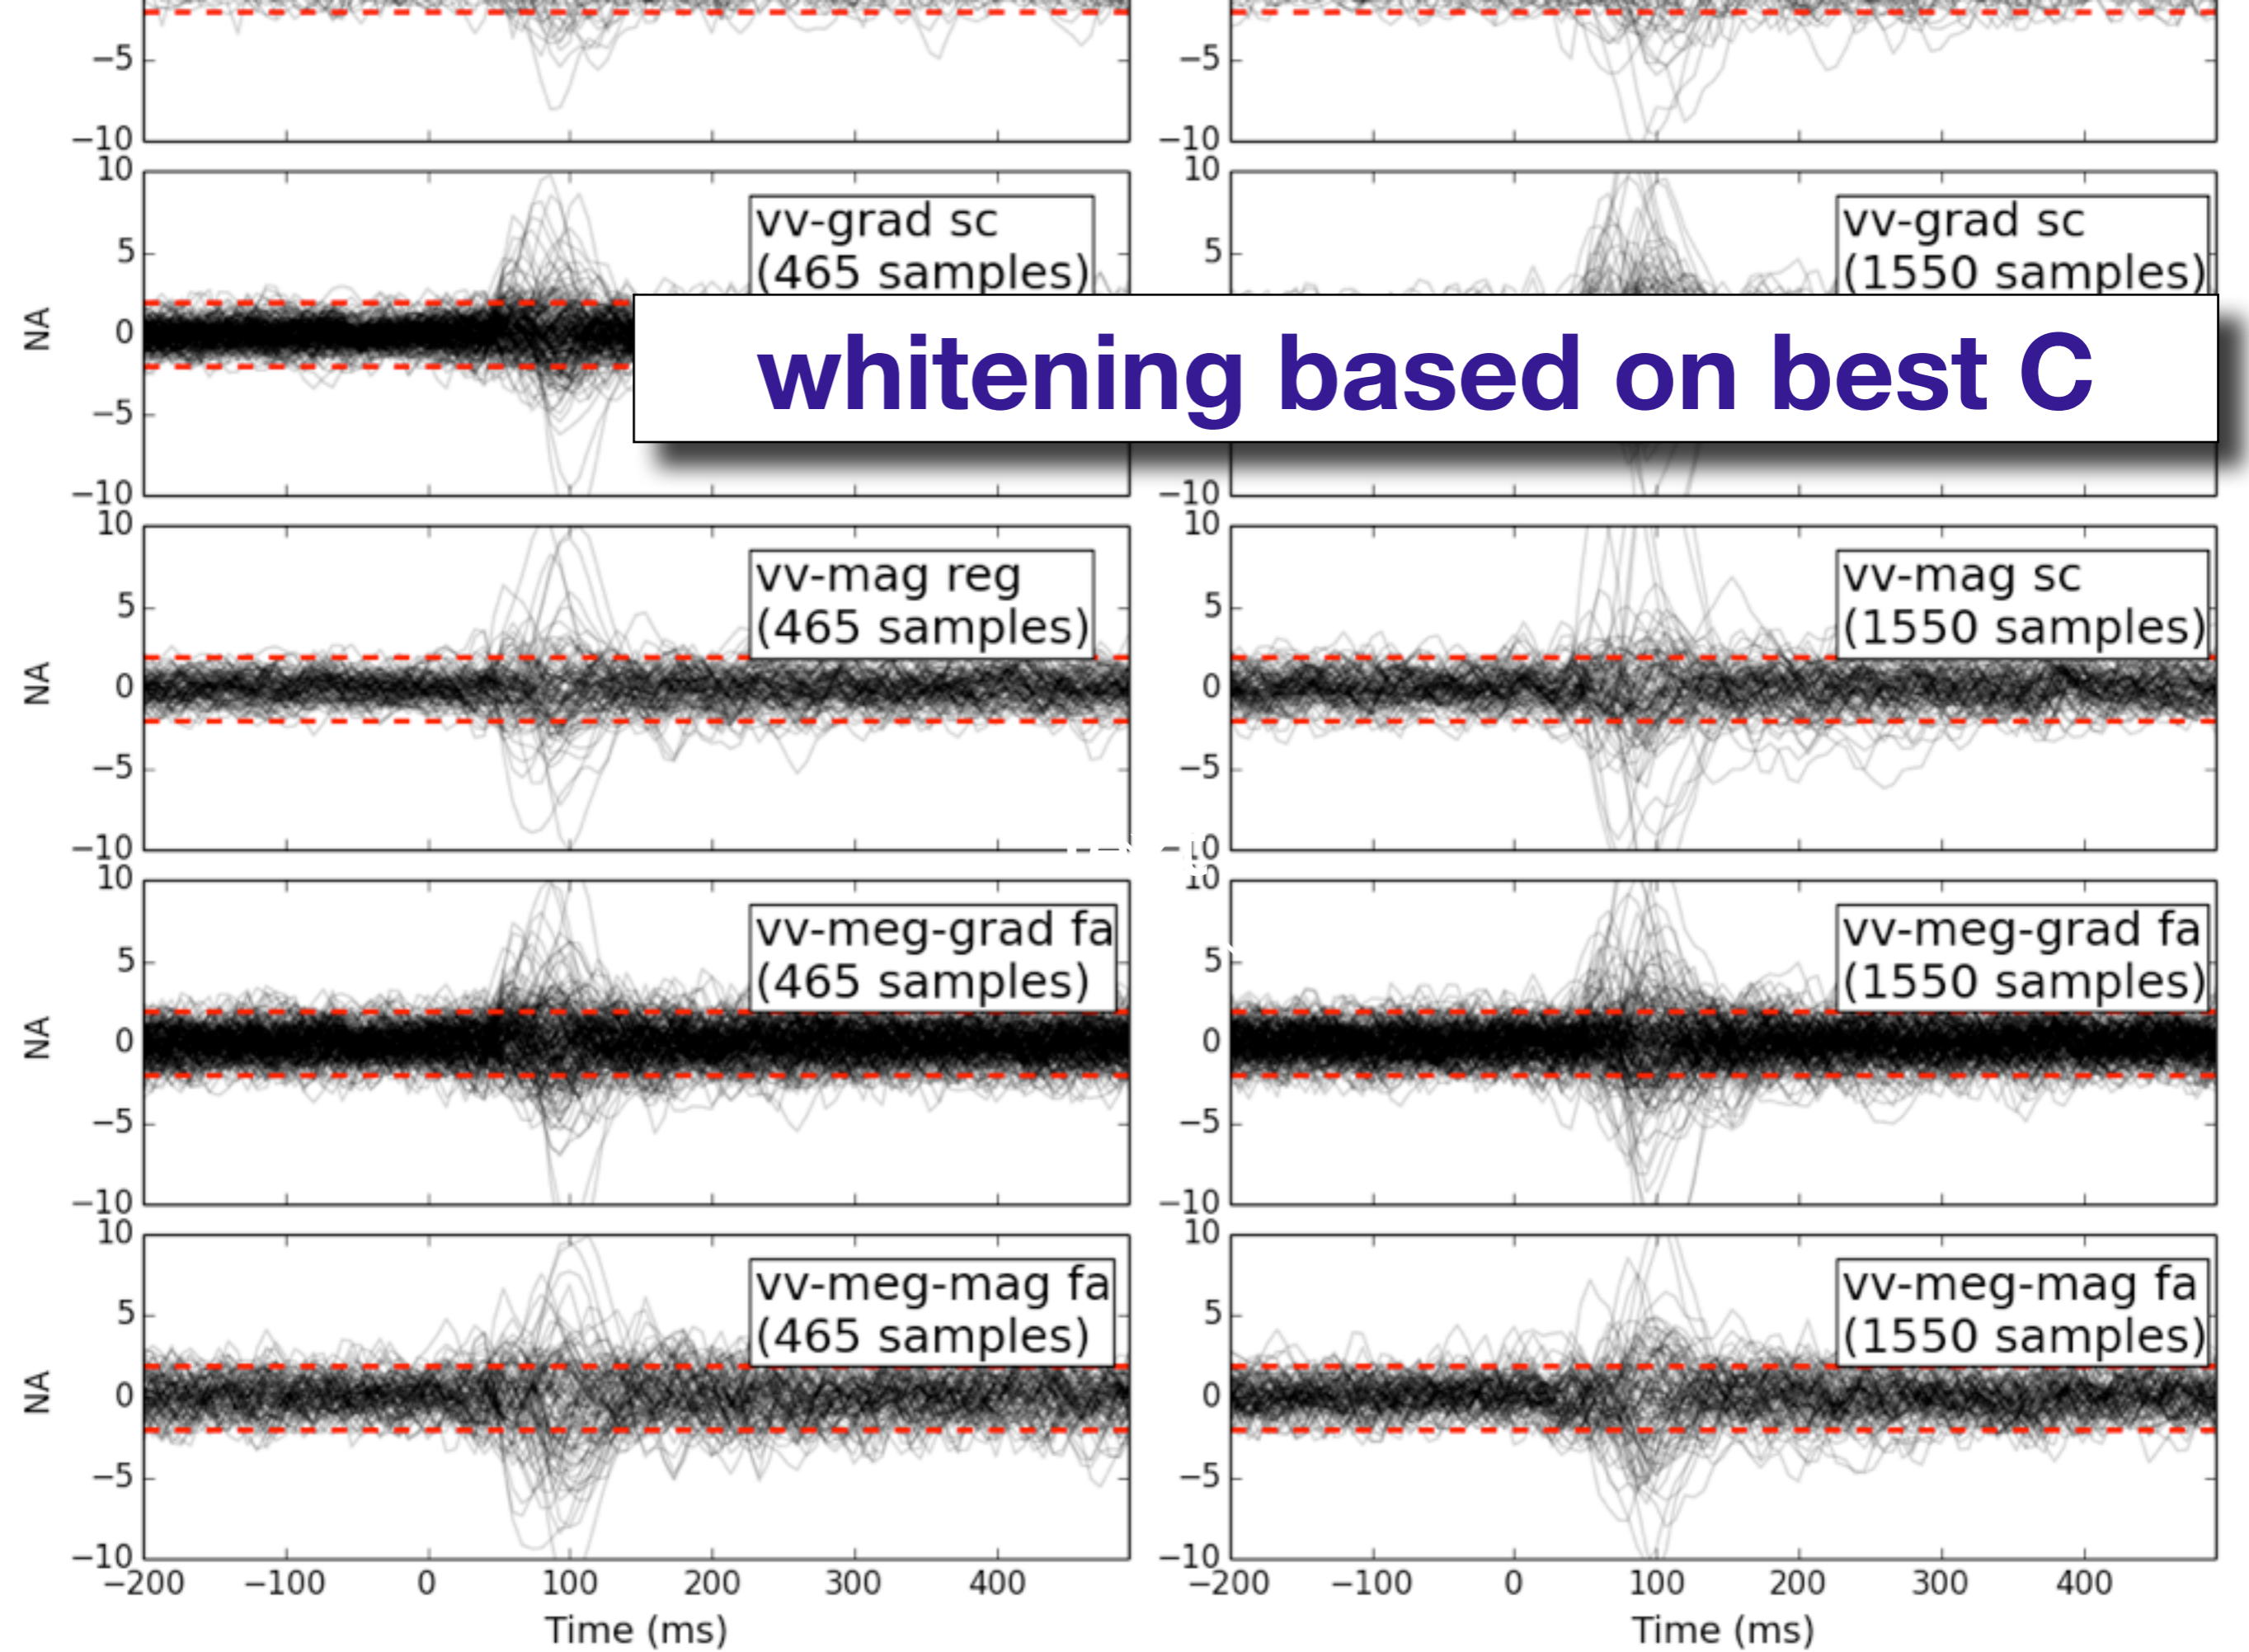 −5
−10
−5
−10
10
5
0
−5
−10
NA
vv-grad sc
(465 samples)
10
5
−10
vv-grad sc
(1550 samples)
whitening based on best C
10
5
0
−5
−10
NA
vv-mag reg
(465 samples)
10
5
0
−5
−10
vv-mag sc
(1550 samples)
10
5
0
−5
−10
NA
vv-meg-grad fa
(465 samples)
10
5
0
−5
−10
vv-meg-grad fa
(1550 samples)
10
5
0
−5
−10
NA
vv-meg-mag fa
(465 samples)
10
5
0
−5
−10
vv-meg-mag fa
(1550 samples)
−200 −100 0 100 200 300 400
Time (ms)
−200 −100 0 100 200 300 400
Time (ms)